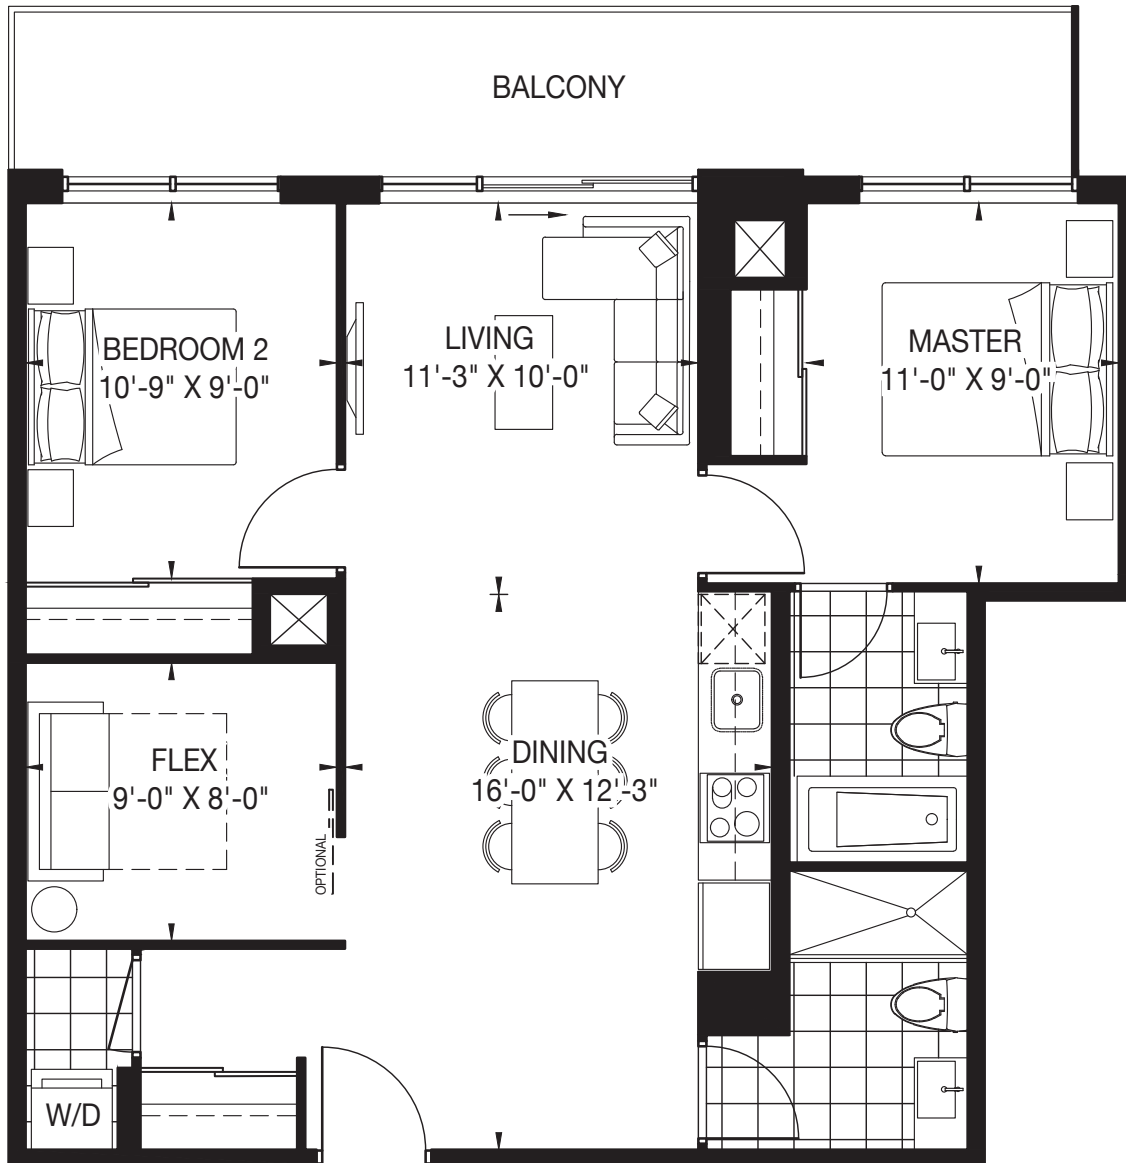 BALCONY
BEDROOM 2
10'-9" X 9'-0"
LIVING
11'-3" X 10'-0"
MASTER
11'-0" X 9'-0"
FLEX
9'-0" X 8'-0"
DINING
16'-0" X 12'-3"
OPTIONAL
W/D